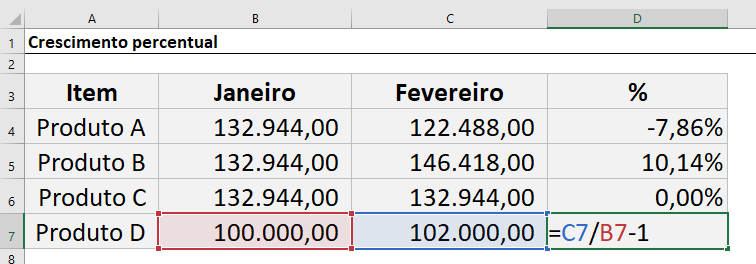 A B C D
1 Crescimento percentual
2
3 Item Janeiro Fevereiro %
4 Produto A 132.944,00 122.488,00 -7,86%
5 Produto B 132.944,00 146.418,00 10,14%
6 Produto C 132.944,00 132.944,00 0,00%
7 Produto D 100.000,00 102.000,00 =C7/B7-1
8